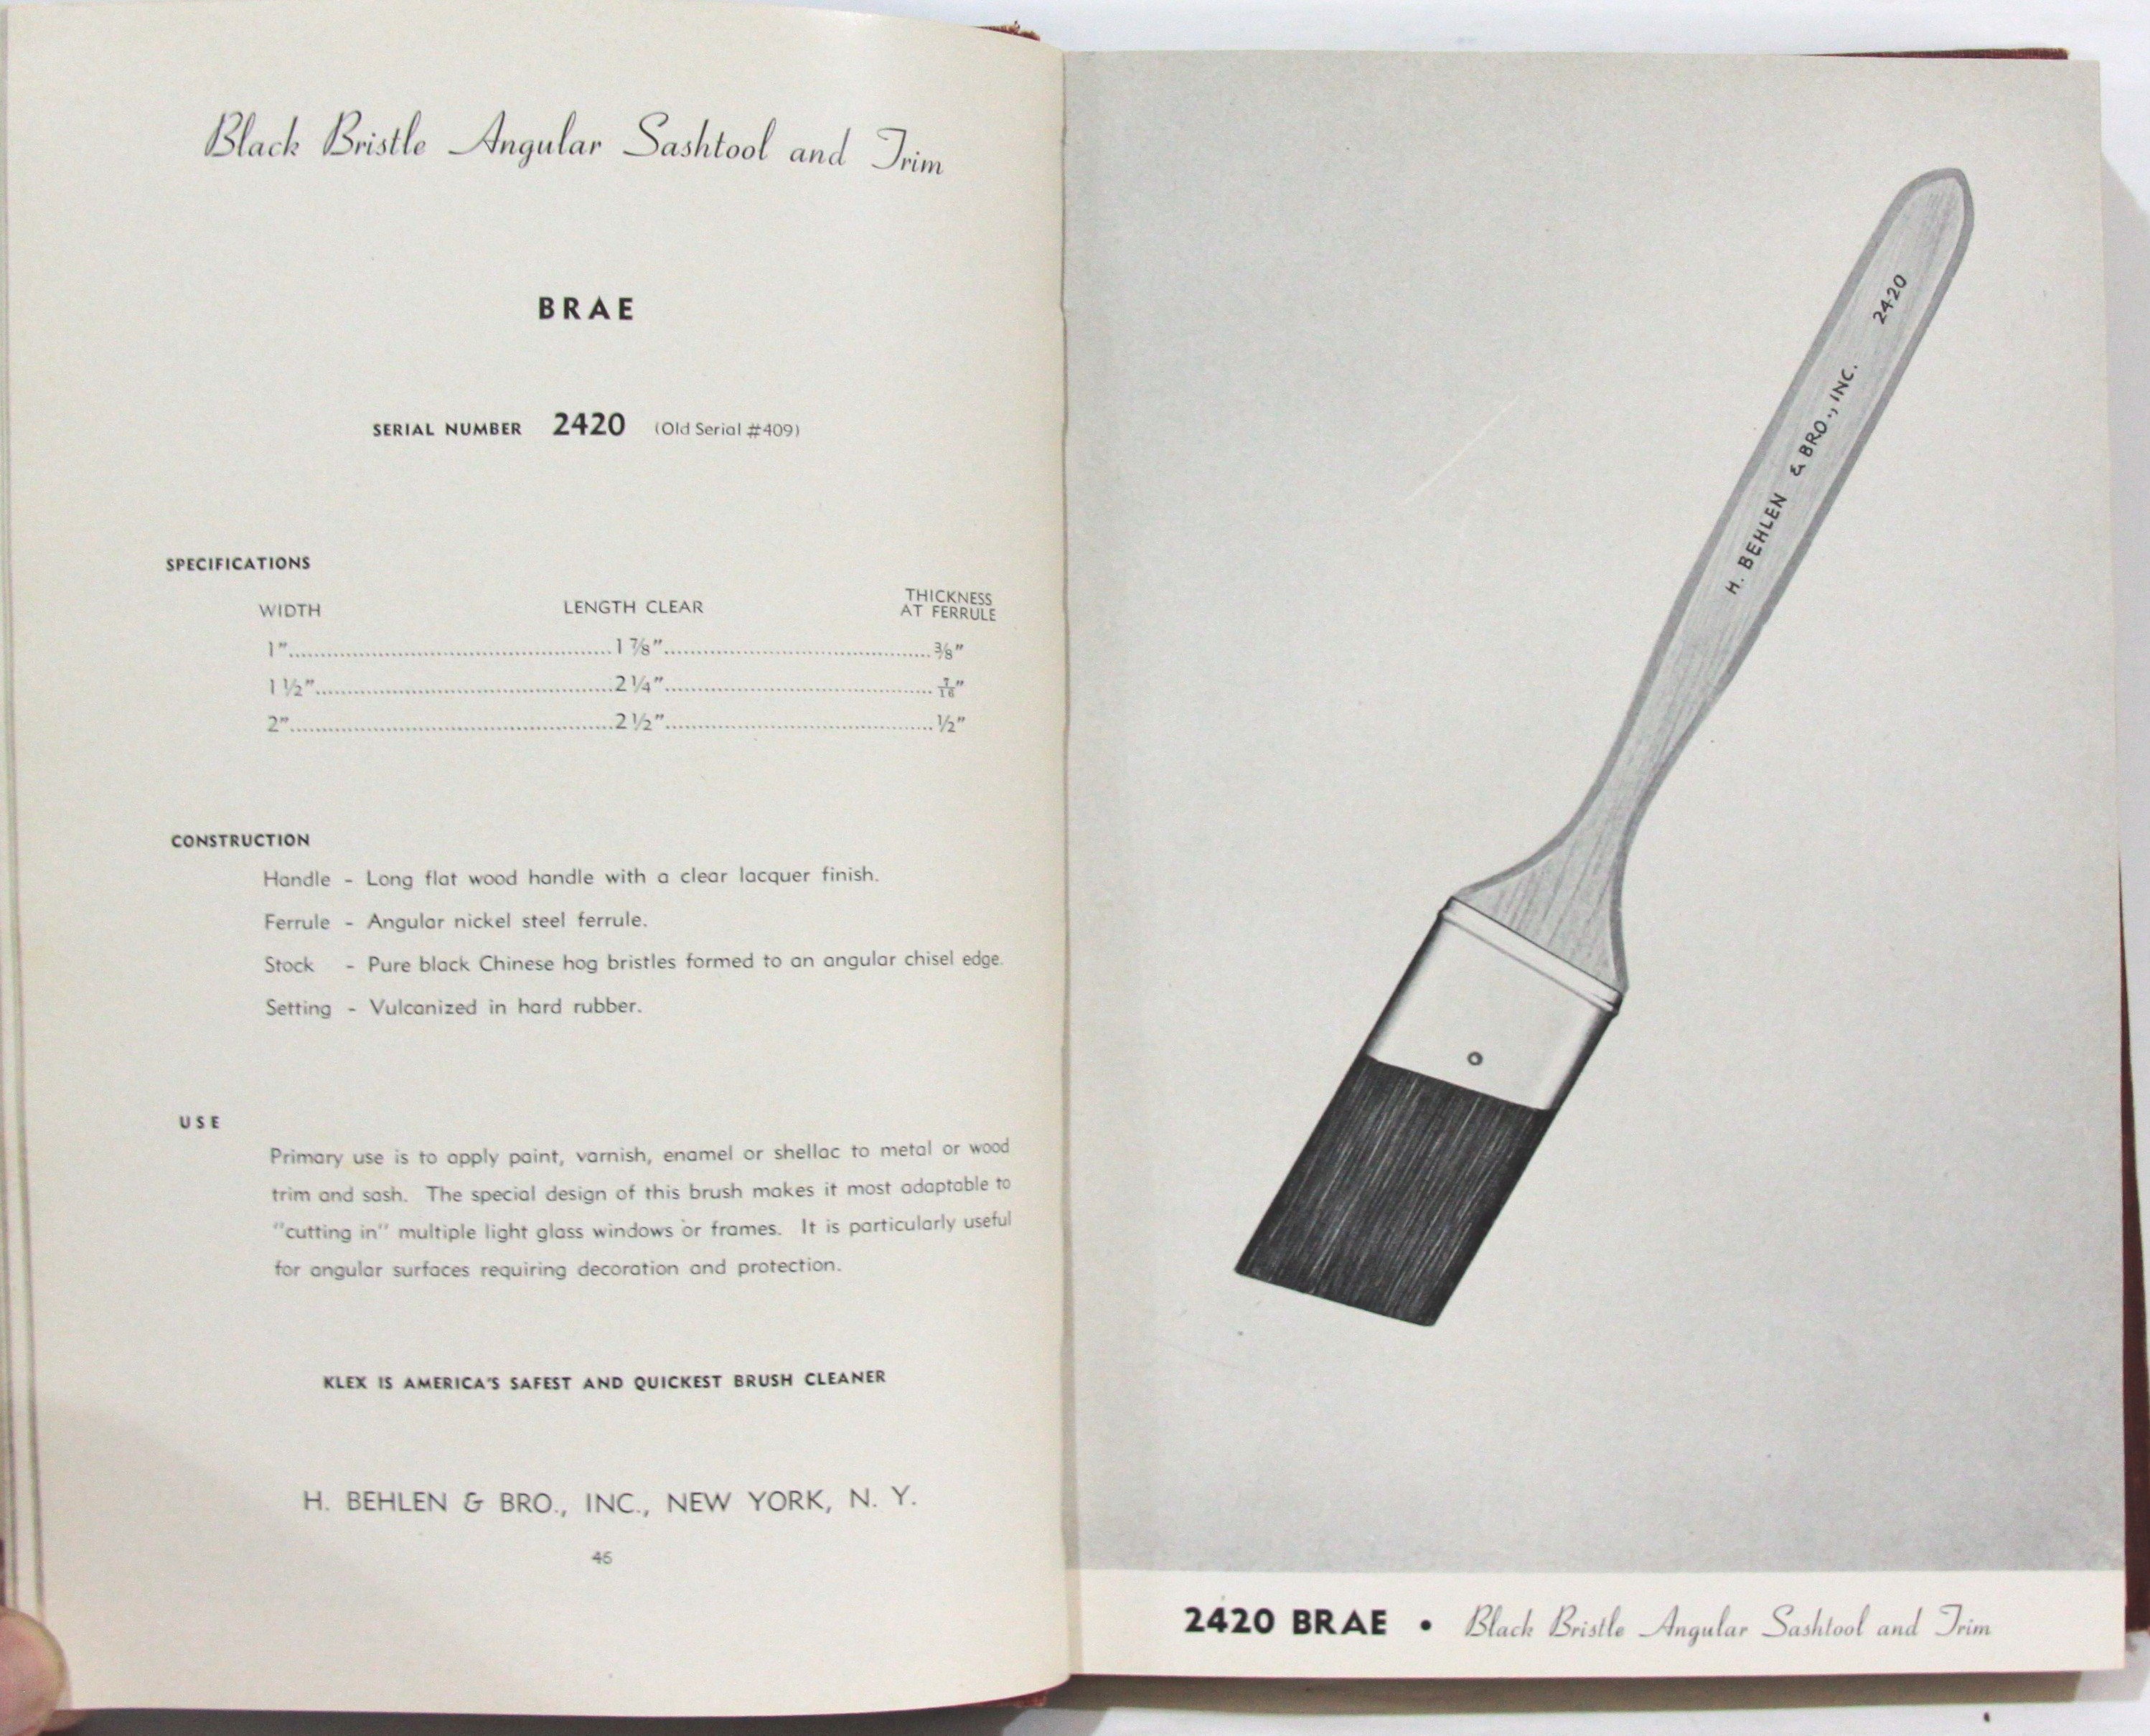 Black Bristle Angular Sashtool and Trim
BRAE
SERIAL NUMBER 2420 (Old Serial #409)
SPECIFICATIONS
WIDTH LENGTH CLEAR THICKNESS AT FERRULE
1"..........1 7/8"..........3/8"
1 1/2"..........2 1/4"..........7/16"
2"..........2 1/2"..........1/2"
CONSTRUCTION
Handle - Long flat wood handle with a clear lacquer finish.
Ferrule - Angular nickel steel ferrule.
Stock - Pure black Chinese hog bristles formed to an angular chisel edge.
Setting - Vulcanized in hard rubber.
USE
Primary use is to apply paint, varnish, enamel or shellac to metal or wood
trim and sash. The special design of this brush makes it most adaptable to
"cutting in" multiple light glass windows or frames. It is particularly useful
for angular surfaces requiring decoration and protection.
KLEX IS AMERICA'S SAFEST AND QUICKEST BRUSH CLEANER
H. BEHLEN & BRO., INC., NEW YORK, N. Y.
46
H. BEHLEN & BRO., INC. 2420
2420 BRAE • Black Bristle Angular Sashtool and Trim